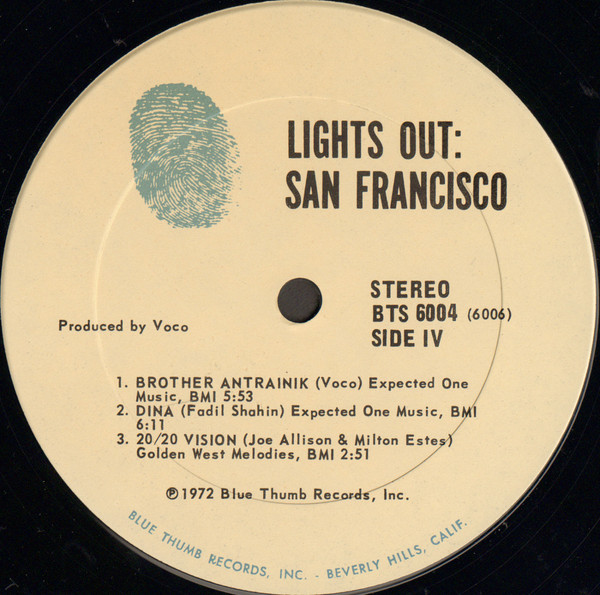 LIGHTS OUT:
SAN FRANCISCO
STEREO
BTS 6004 (6006)
SIDE IV
Produced by Voco
1. BROTHER ANTRAINIK (Voco) Expected One
Music, BMI 5:53
2. DINA (Fadil Shahin) Expected One Music, BMI
6:11
3. 20/20 VISION (Joe Allison & Milton Estes)
Golden West Melodies, BMI 2:51
℗1972 Blue Thumb Records, Inc.
BLUE THUMB RECORDS, INC. - BEVERLY HILLS, CALIF.